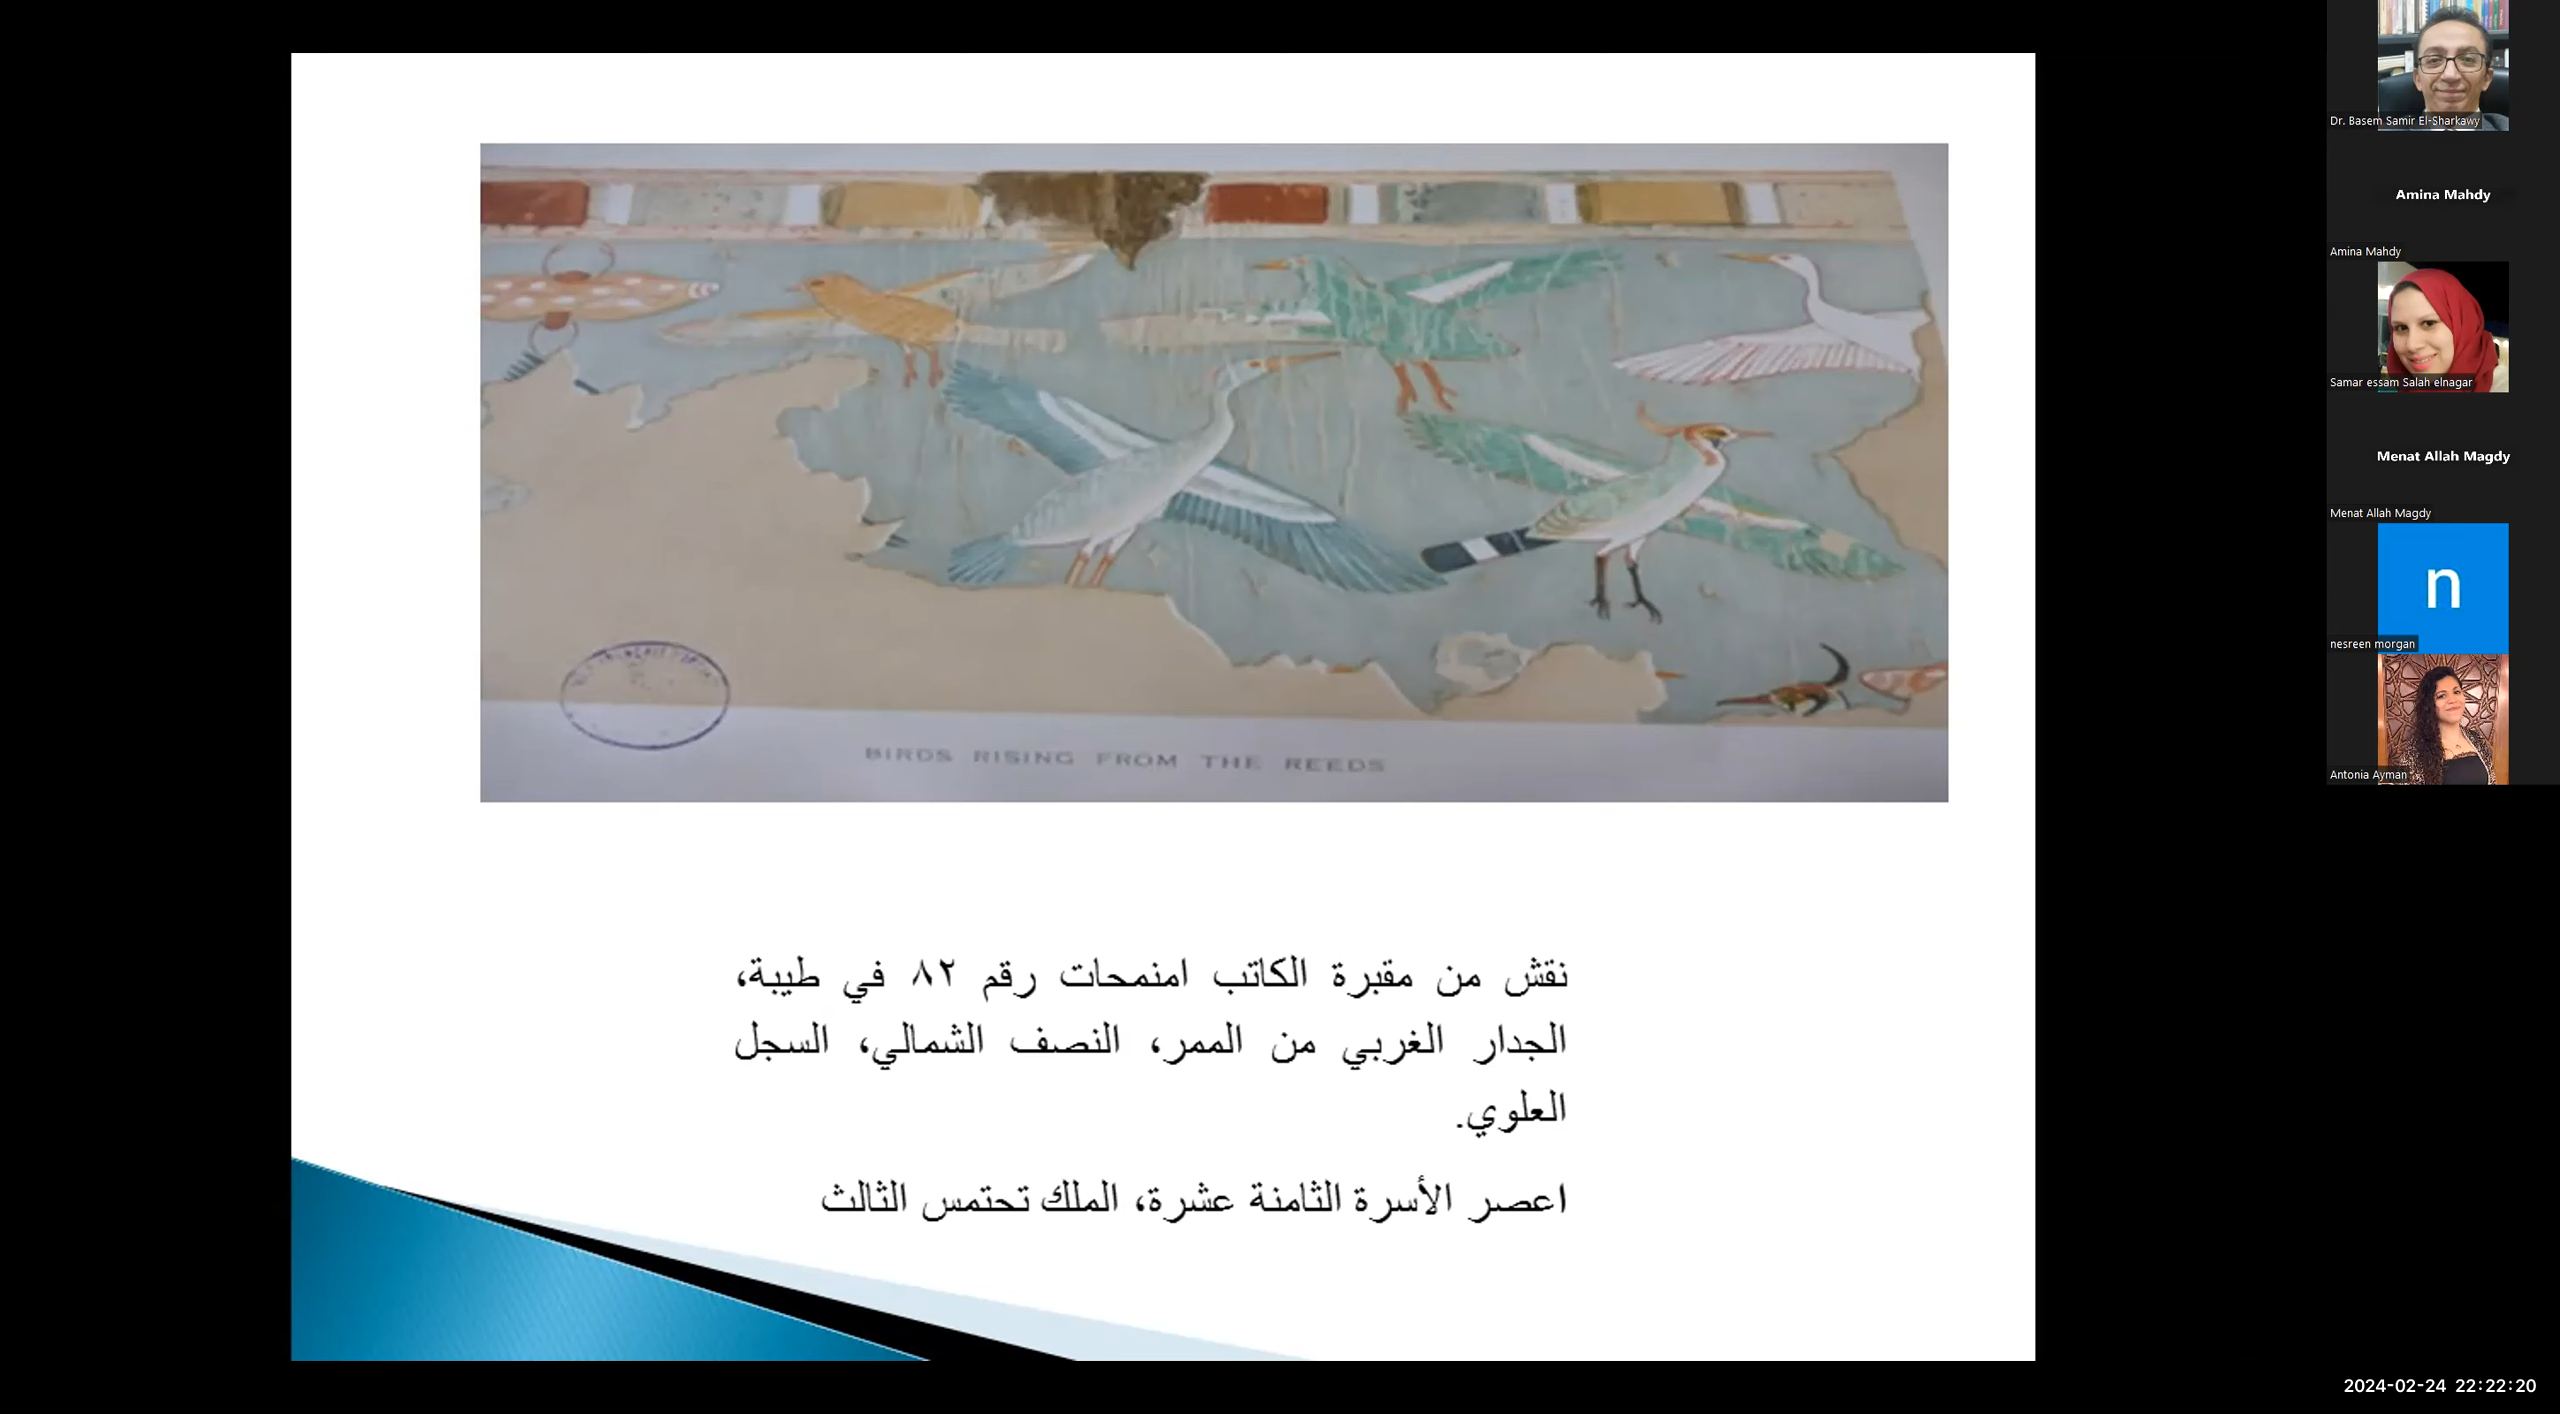 BIRDS RISING FROM THE REEDS
نقش من مقبرة الكاتب امنمحات رقم ٨٢ في طيبة،
الجدار الغربي من الممر، النصف الشمالي، السجل
العلوي.
اعصر الأسرة الثامنة عشرة، الملك تحتمس الثالث
Dr. Basem Samir El-Sharkawy
Amina Mahdy
Amina Mahdy
Samar essam Salah elnagar
Menat Allah Magdy
Menat Allah Magdy
n
nesreen morgan
Antonia Ayman
2024-02-24 22:22:20